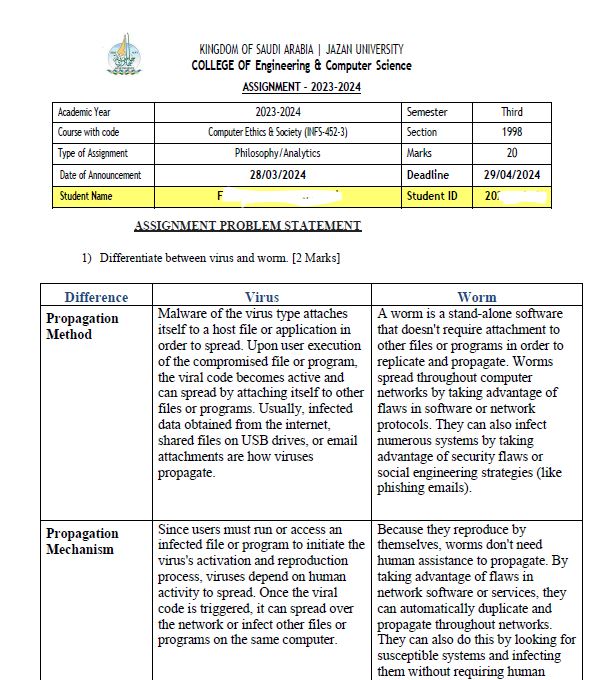 KINGDOM OF SAUDI ARABIA | JAZAN UNIVERSITY
COLLEGE OF Engineering & Computer Science
ASSIGNMENT - 2023-2024
Academic Year 2023-2024 Semester Third
Course with code Computer Ethics & Society (INFS-452-3) Section 1998
Type of Assignment Philosophy/Analytics Marks 20
Date of Announcement 28/03/2024 Deadline 29/04/2024
Student Name F Student ID 20
ASSIGNMENT PROBLEM STATEMENT
1) Differentiate between virus and worm. [2 Marks]
Difference Virus Worm
Propagation
Method
Malware of the virus type attaches
itself to a host file or application in
order to spread. Upon user execution
of the compromised file or program,
the viral code becomes active and
can spread by attaching itself to other
files or programs. Usually, infected
data obtained from the internet,
shared files on USB drives, or email
attachments are how viruses
propagate.
A worm is a stand-alone software
that doesn't require attachment to
other files or programs in order to
replicate and propagate. Worms
spread throughout computer
networks by taking advantage of
flaws in software or network
protocols. They can also infect
numerous systems by taking
advantage of security flaws or
social engineering strategies (like
phishing emails).
Propagation
Mechanism
Since users must run or access an
infected file or program to initiate the
virus's activation and reproduction
process, viruses depend on human
activity to spread. Once the viral
code is triggered, it can spread over
the network or infect other files or
programs on the same computer.
Because they reproduce by
themselves, worms don't need
human assistance to propagate. By
taking advantage of flaws in
network software or services, they
can automatically duplicate and
propagate throughout networks.
They can also do this by looking for
susceptible systems and infecting
them without requiring human